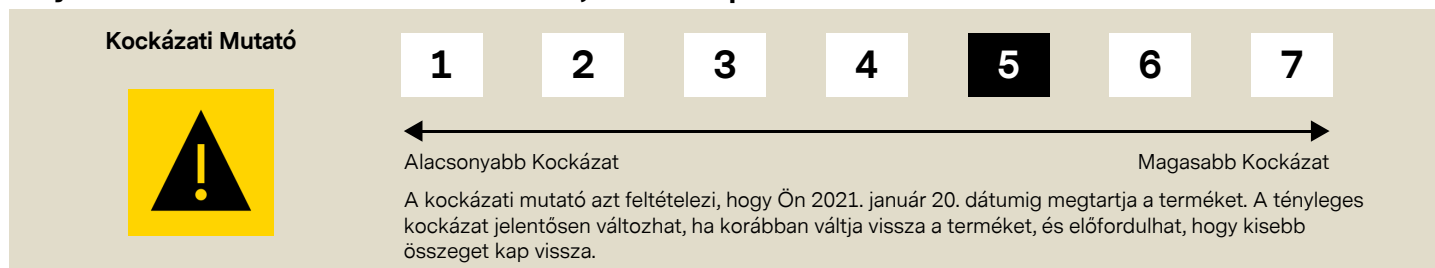 Kockázati Mutató
1 2 3 4 5 6 7
Alacsonyabb Kockázat Magasabb Kockázat
A kockázati mutató azt feltételezi, hogy Ön 2021. január 20. dátumig megtartja a terméket. A tényleges
kockázat jelentősen változhat, ha korábban váltja vissza a terméket, és előfordulhat, hogy kisebb
összeget kap vissza.